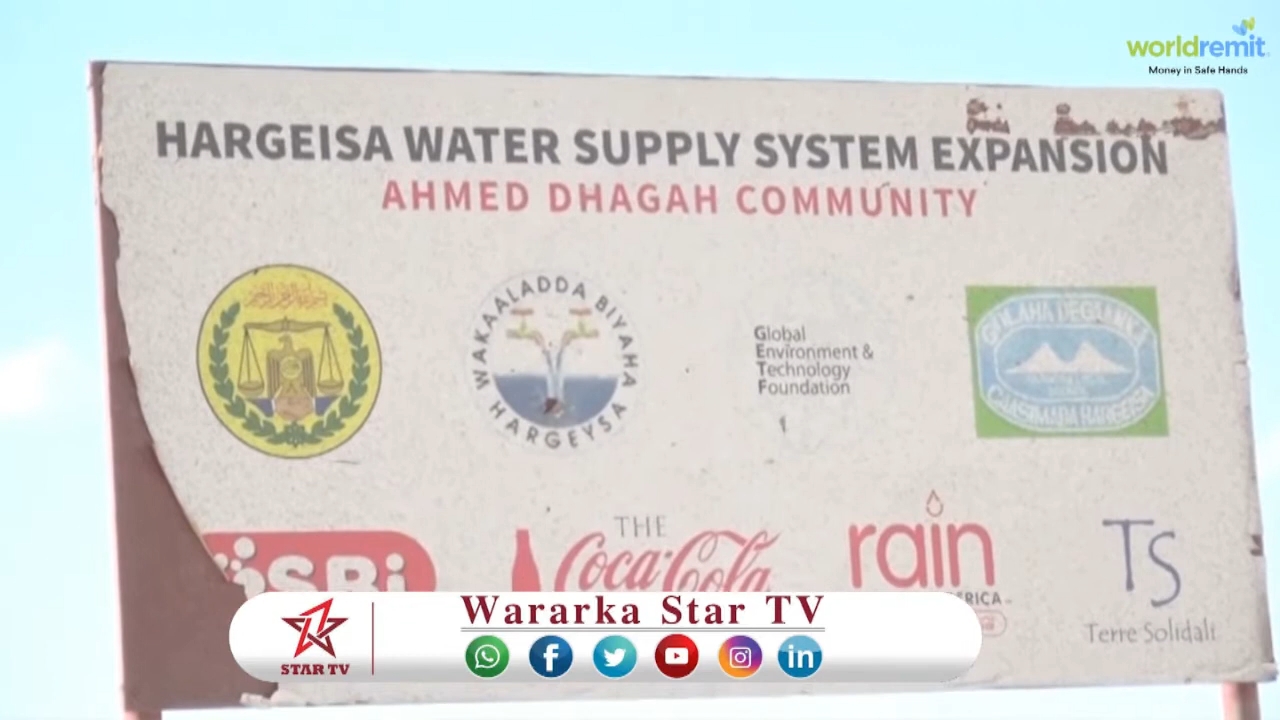 worldremit
Money in Safe Hands
HARGEISA WATER SUPPLY SYSTEM EXPANSION
AHMED DHAGAH COMMUNITY
WAKAALADDA BIYAHA
HARGEYSA
Global
Environment &
Technology
Foundation
THE
Coca-Cola
rain
TS
Terre Solidali
Wararka Star TV
STAR TV